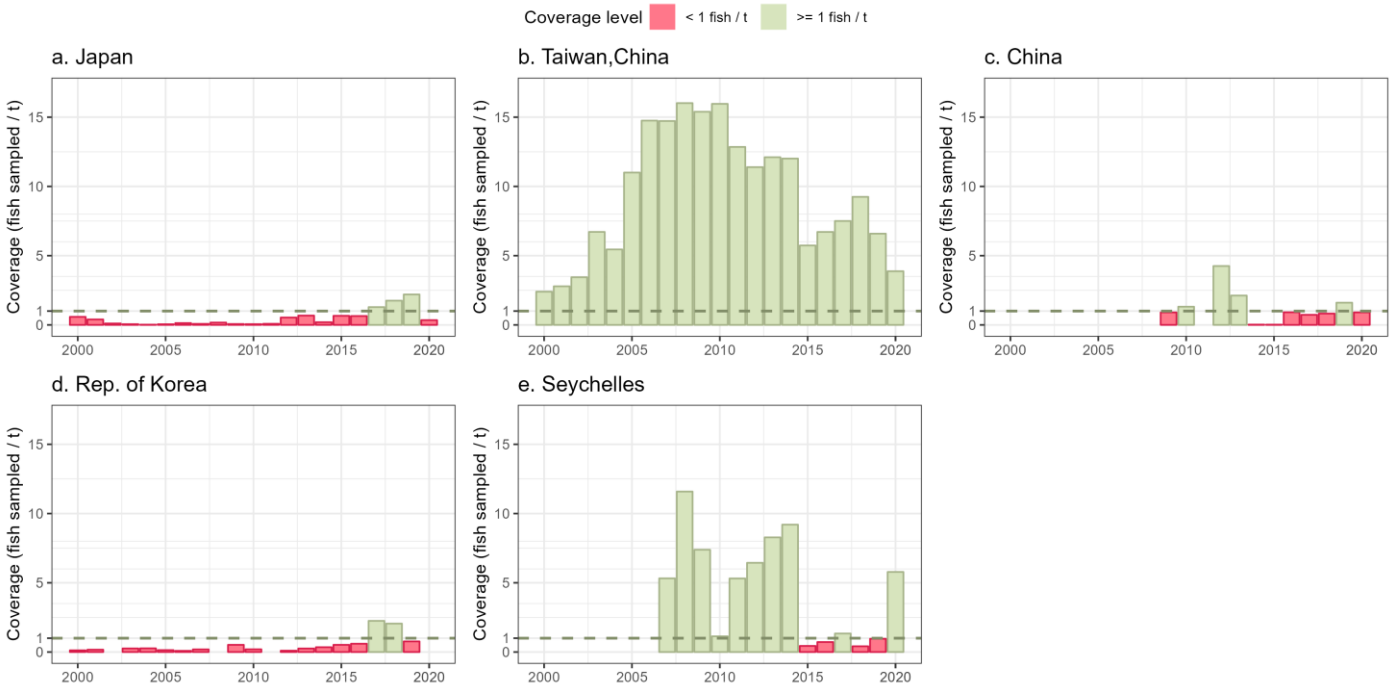 Coverage level < 1 fish / t >= 1 fish / t
a. Japan
Coverage (fish sampled / t)
15
10
5
1
0
2000 2005 2010 2015 2020
b. Taiwan,China
Coverage (fish sampled / t)
15
10
5
1
0
2000 2005 2010 2015 2020
c. China
Coverage (fish sampled / t)
15
10
5
1
0
2000 2005 2010 2015 2020
d. Rep. of Korea
Coverage (fish sampled / t)
15
10
5
1
0
2000 2005 2010 2015 2020
e. Seychelles
Coverage (fish sampled / t)
15
10
5
1
0
2000 2005 2010 2015 2020